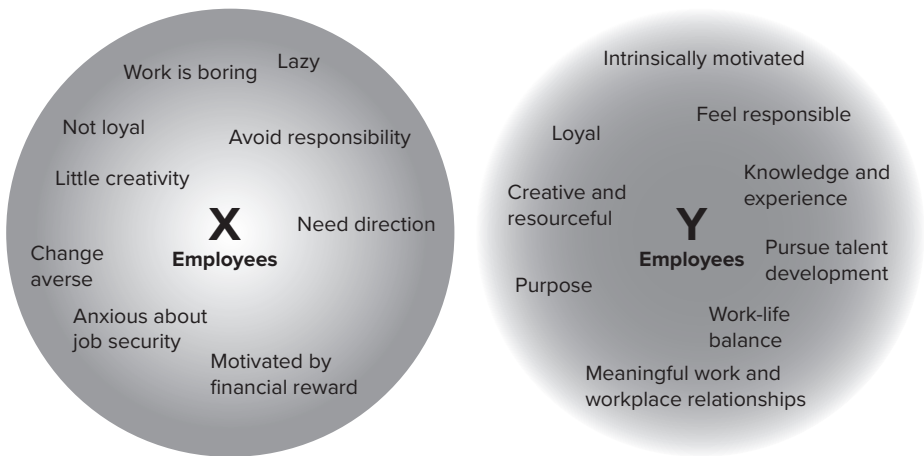 Work is boring
Lazy
Not loyal
Avoid responsibility
Little creativity
X
Employees
Need direction
Change
averse
Anxious about
job security
Motivated by
financial reward
Intrinsically motivated
Feel responsible
Loyal
Knowledge and
experience
Creative and
resourceful
Y
Employees
Pursue talent
development
Purpose
Work-life
balance
Meaningful work and
workplace relationships